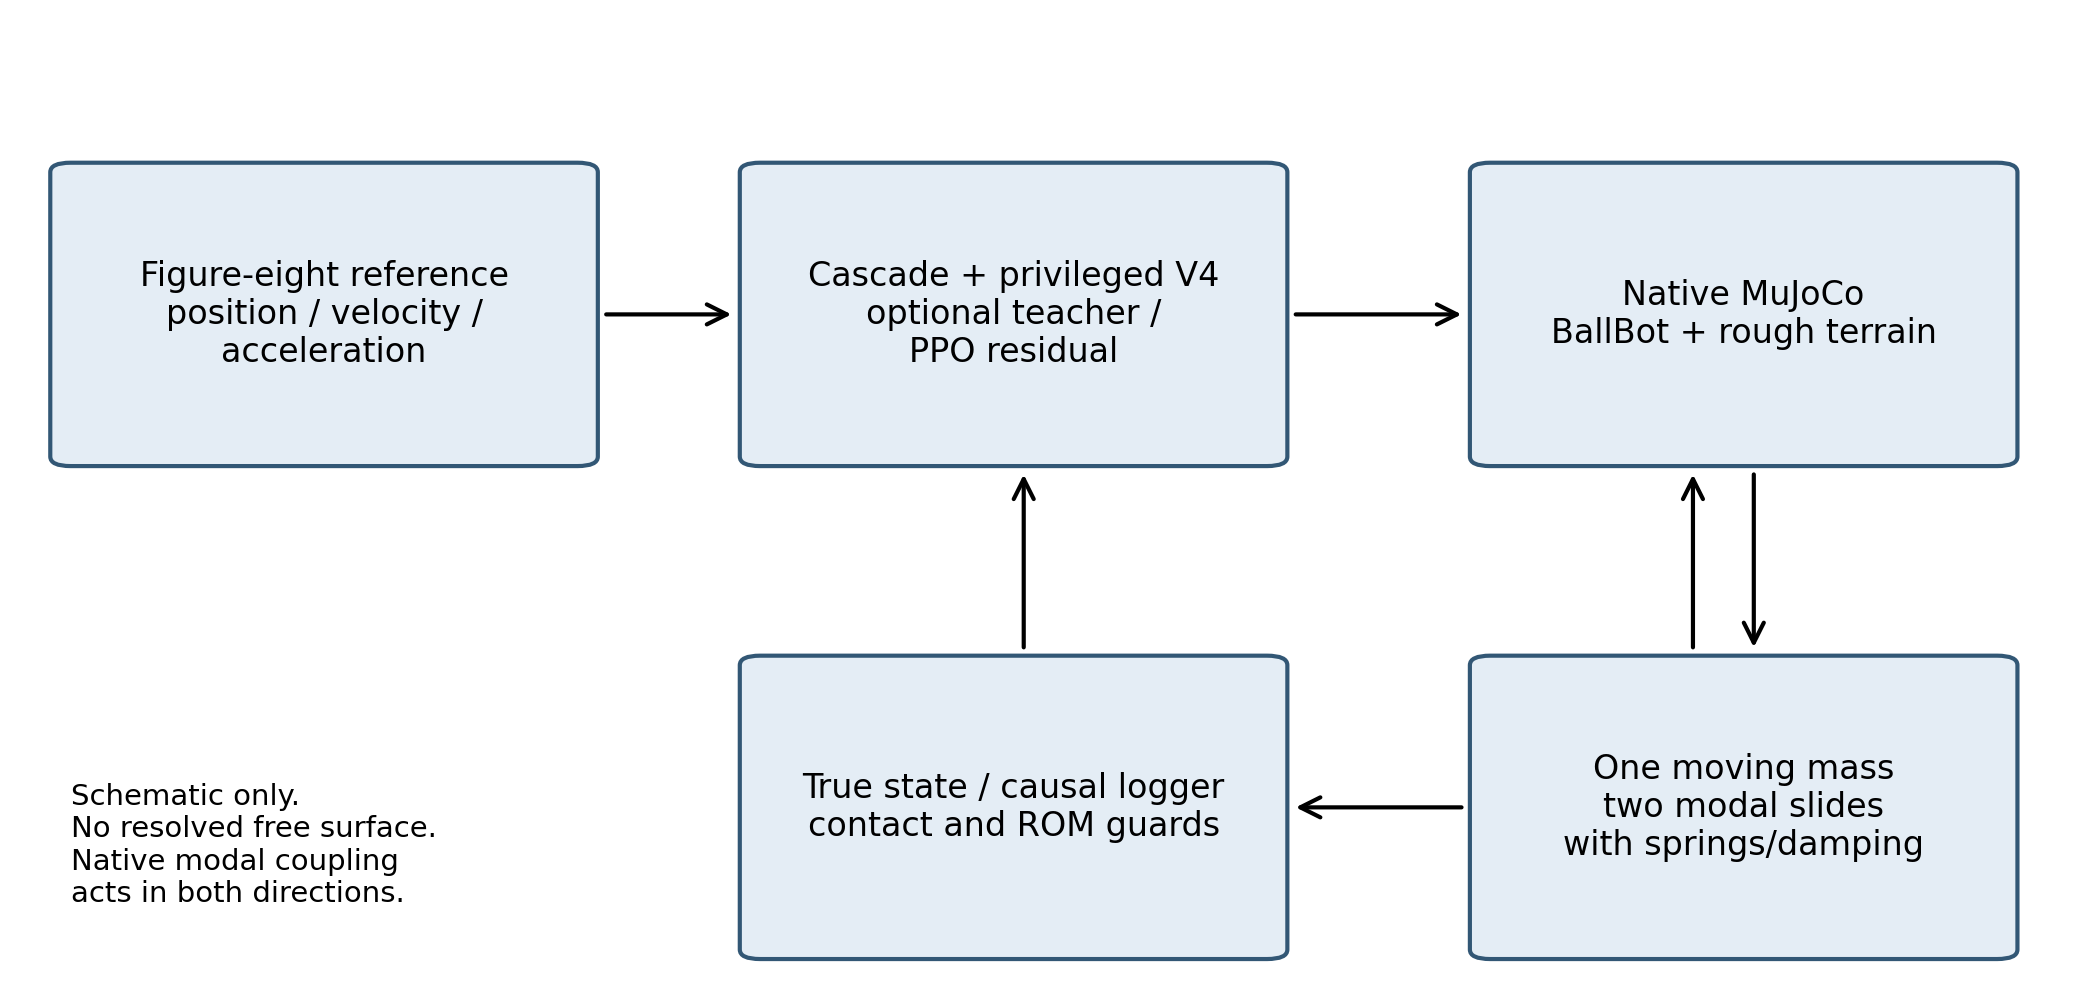 Figure-eight reference
position / velocity /
acceleration
Cascade + privileged V4
optional teacher /
PPO residual
Native MuJoCo
BallBot + rough terrain
True state / causal logger
contact and ROM guards
One moving mass
two modal slides
with springs/damping
Schematic only.
No resolved free surface.
Native modal coupling
acts in both directions.